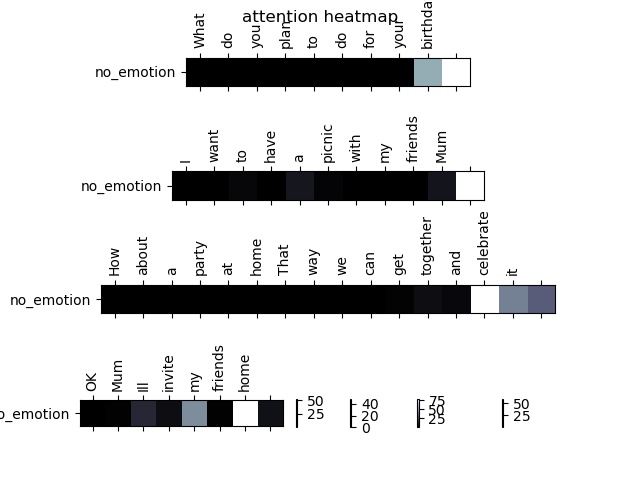 attention heatmap
What do you plan to do for your birthda
no_emotion
I want to have a picnic with my friends Mum
no_emotion
How about a party at home That way we can get together and celebrate it
no_emotion
OK Mum Ill invite my friends home
o_emotion
50 25
40 20 0
75 50 25
50 25